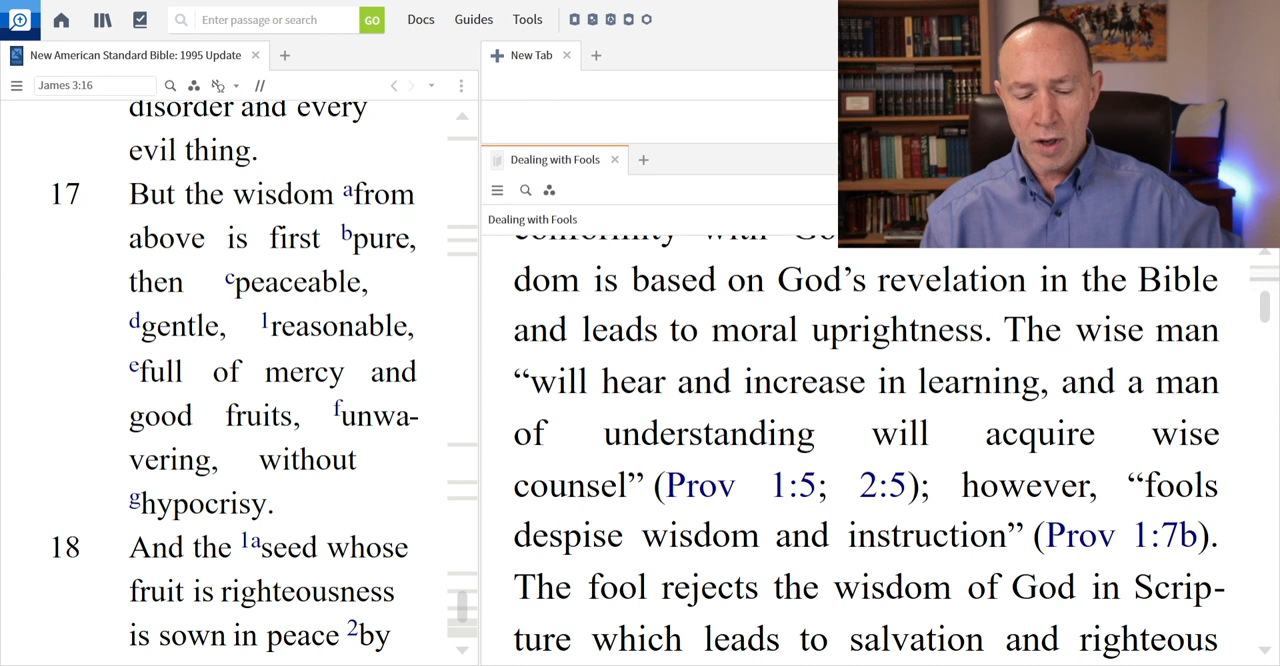 Enter passage or search
GO
Docs
Guides
Tools
New American Standard Bible: 1995 Update
James 3:16
disorder and every
evil thing.
17 But the wisdom afrom
above is first bpure,
then cpeaceable,
dgentle, 1reasonable,
efull of mercy and
good fruits, funwa-
vering, without
ghypocrisy.
18 And the 1aseed whose
fruit is righteousness
is sown in peace 2by
New Tab
Dealing with Fools
Dealing with Fools
dom is based on God’s revelation in the Bible
and leads to moral uprightness. The wise man
“will hear and increase in learning, and a man
of understanding will acquire wise
counsel” (Prov 1:5; 2:5); however, “fools
despise wisdom and instruction” (Prov 1:7b).
The fool rejects the wisdom of God in Scrip-
ture which leads to salvation and righteous